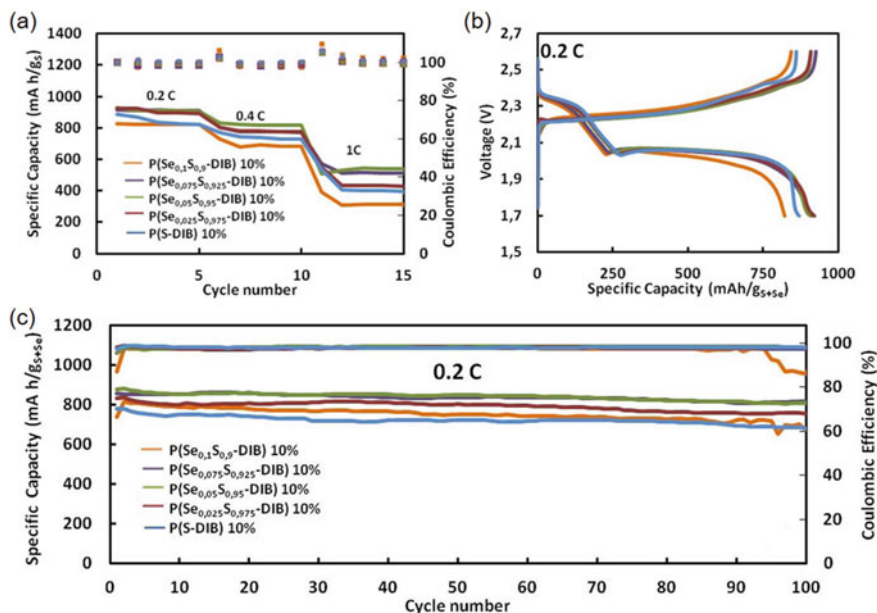 (a)
1400
1200
1000
800
600
400
200
0
Specific Capacity (mA h/gS)
0.2 C
0.4 C
1C
P(Se0,1S0,9-DIB) 10%
P(Se0,075S0,925-DIB) 10%
P(Se0,05S0,95-DIB) 10%
P(Se0,025S0,975-DIB) 10%
P(S-DIB) 10%
100
80
60
40
20
0
Coulombic Efficiency (%)
0 5 10 15
Cycle number
(b)
0.2 C
2,7
2,5
2,3
2,1
1,9
1,7
1,5
Voltage (V)
0 250 500 750 1000
Specific Capacity (mAh/gS+Se)
(c)
1200
1000
800
600
400
200
0
Specific Capacity (mA h/gS+Se)
0.2 C
P(Se0,1S0,9-DIB) 10%
P(Se0,075S0,925-DIB) 10%
P(Se0,05S0,95-DIB) 10%
P(Se0,025S0,975-DIB) 10%
P(S-DIB) 10%
100
80
60
40
20
0
Coulombic Efficiency (%)
0 10 20 30 40 50 60 70 80 90 100
Cycle number